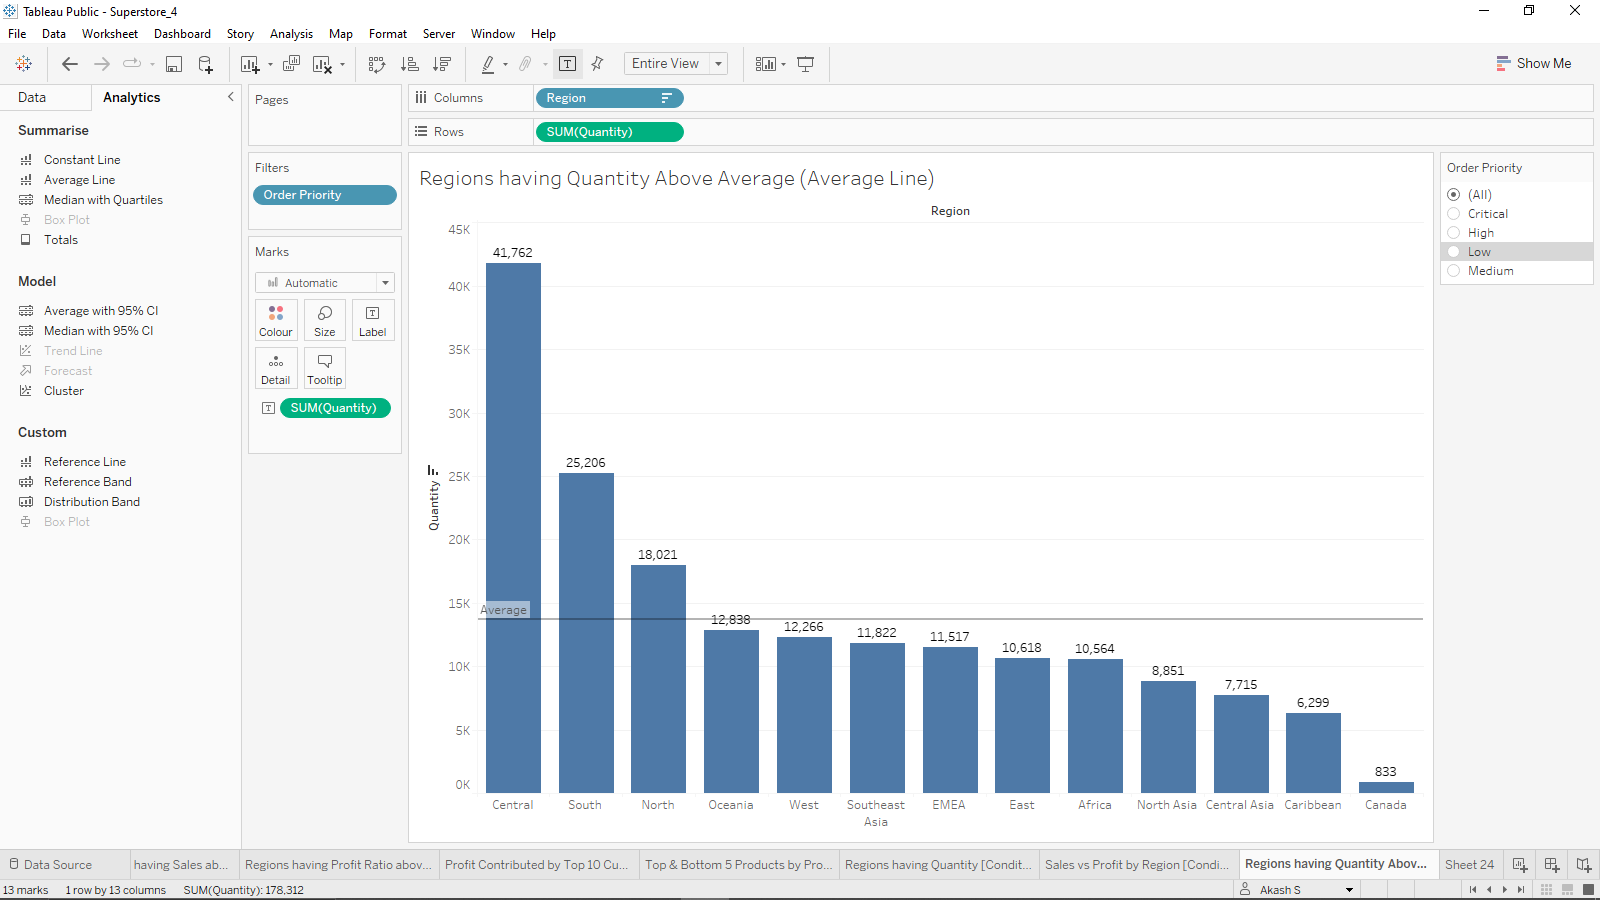 Tableau Public - Superstore_4
File Data Worksheet Dashboard Story Analysis Map Format Server Window Help
Entire View
Show Me
Data
Analytics
Summarise
Constant Line
Average Line
Median with Quartiles
Box Plot
Totals
Model
Average with 95% CI
Median with 95% CI
Trend Line
Forecast
Cluster
Custom
Reference Line
Reference Band
Distribution Band
Box Plot
Pages
Filters
Order Priority
Marks
Automatic
Colour
Size
Label
Detail
Tooltip
SUM(Quantity)
Columns
Region
Rows
SUM(Quantity)
Regions having Quantity Above Average (Average Line)
Region
45K
40K
35K
30K
25K
20K
15K
10K
5K
0K
Quantity
Average
41,762
25,206
18,021
12,838
12,266
11,822
11,517
10,618
10,564
8,851
7,715
6,299
833
Central
South
North
Oceania
West
Southeast
Asia
EMEA
East
Africa
North Asia
Central Asia
Caribbean
Canada
Order Priority
(All)
Critical
High
Low
Medium
Data Source
having Sales ab...
Regions having Profit Ratio abov...
Profit Contributed by Top 10 Cu...
Top & Bottom 5 Products by Pro...
Regions having Quantity [Condit...
Sales vs Profit by Region [Condi...
Regions having Quantity Abov...
Sheet 24
13 marks
1 row by 13 columns
SUM(Quantity): 178,312
Akash S